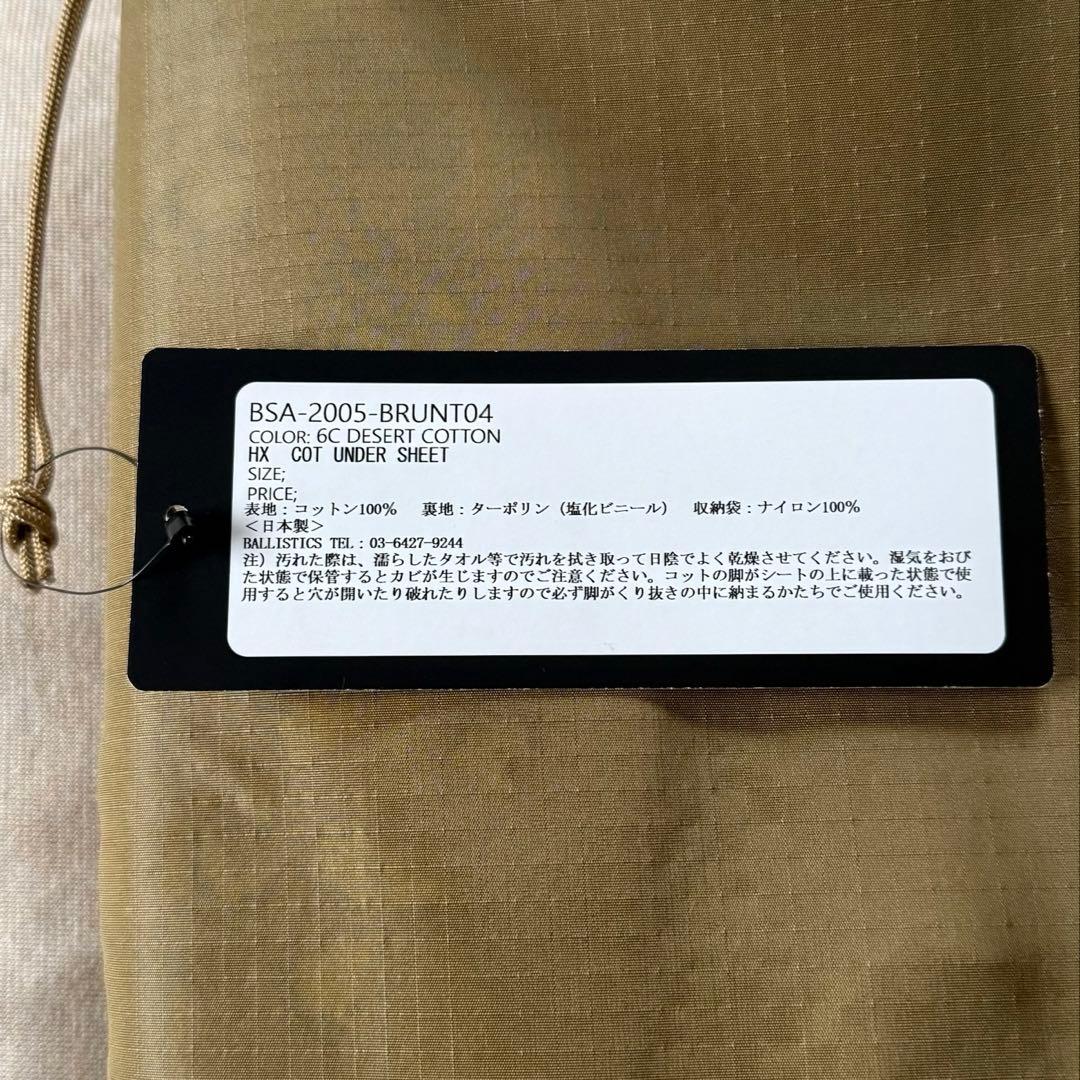 BSA-2005-BRUNT04
COLOR: 6C DESERT COTTON
HX COT UNDER SHEET
SIZE;
PRICE;
表地：コットン100%　裏地：ターポリン（塩化ビニール）　収納袋：ナイロン100%
＜日本製＞
BALLISTICS TEL：03-6427-9244
注）汚れた際は、濡らしたタオル等で汚れを拭き取って日陰でよく乾燥させてください。湿気をおび
た状態で保管するとカビが生じますのでご注意ください。コットの脚がシートの上に載った状態で使
用すると穴が開いたり破れたりしますので必ず脚がくり抜きの中に納まるかたちでご使用ください。